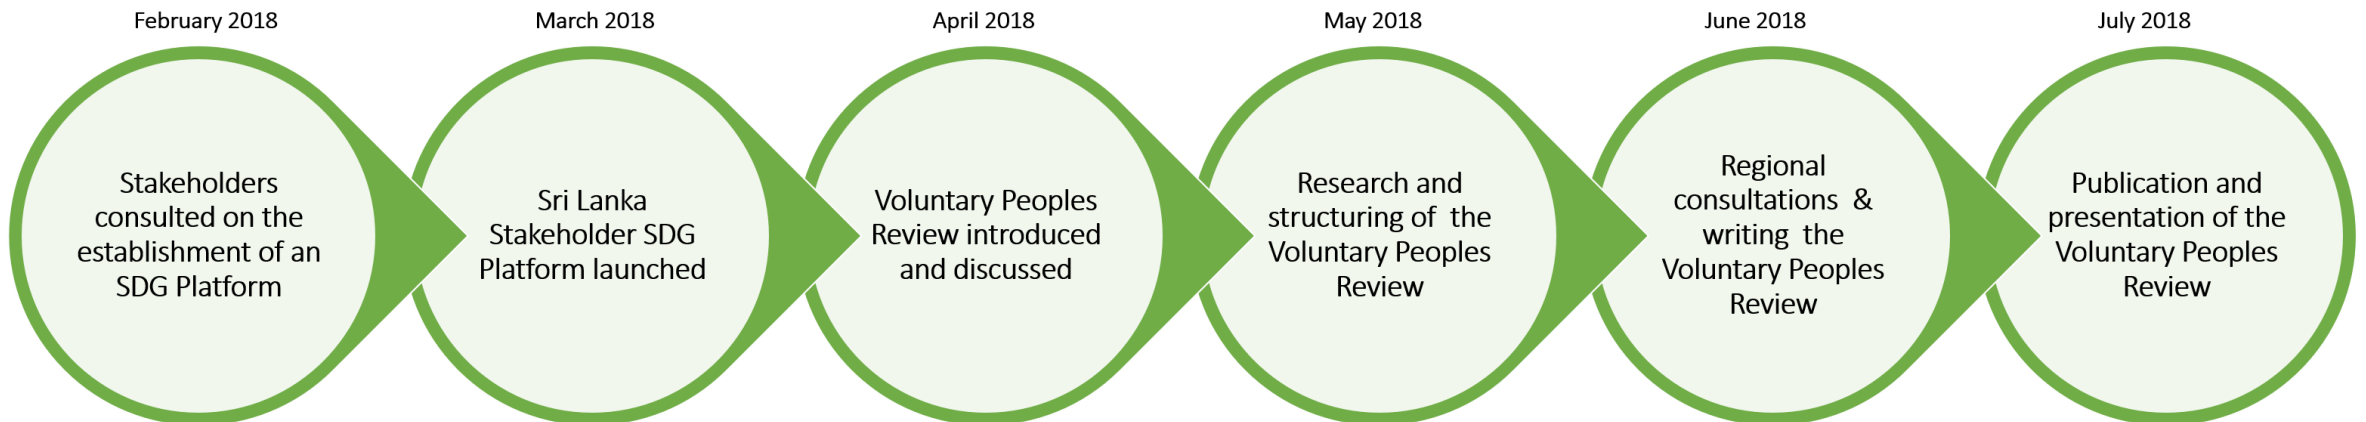 February 2018
Stakeholders
consulted on the
establishment of an
SDG Platform
March 2018
Sri Lanka
Stakeholder SDG
Platform launched
April 2018
Voluntary Peoples
Review introduced
and discussed
May 2018
Research and
structuring of the
Voluntary Peoples
Review
June 2018
Regional
consultations &
writing the
Voluntary Peoples
Review
July 2018
Publication and
presentation of the
Voluntary Peoples
Review